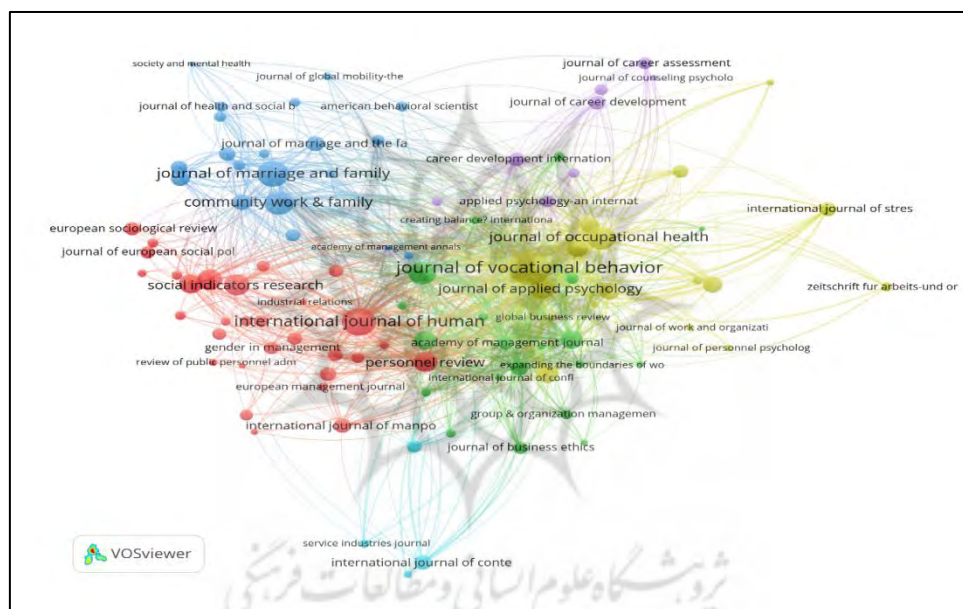 society and mental health
journal of global mobility-the
journal of career assessment
journal of counseling psycholo
journal of health and social b
american behavioral scientist
journal of career development
journal of marriage and the fa
career development internation
journal of marriage and family
community work & family
applied psychology-an internat
international journal of stres
creating balance? internationa
european sociological review
journal of occupational health
academy of management annals
journal of european social pol
journal of vocational behavior
social indicators research
journal of applied psychology
zeitschrift fur arbeits-und or
industrial relations
international journal of human
global business review
journal of work and organizati
gender in management
academy of management journal
journal of personnel psycholog
review of public personnel adm
personnel review
expanding the boundaries of wo
european management journal
international journal of confl
group & organization managemen
international journal of manpo
journal of business ethics
service industries journal
international journal of conte
VOSviewer
پژوهشگاه علوم انسانی و مطالعات فرهنگی